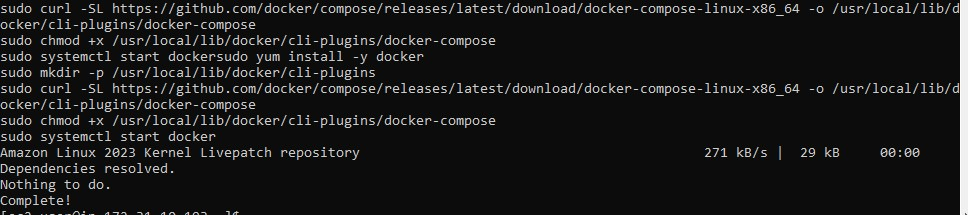 sudo curl -SL https://github.com/docker/compose/releases/latest/download/docker-compose-linux-x86_64 -o /usr/local/lib/d
ocker/cli-plugins/docker-compose
sudo chmod +x /usr/local/lib/docker/cli-plugins/docker-compose
sudo systemctl start dockersudo yum install -y docker
sudo mkdir -p /usr/local/lib/docker/cli-plugins
sudo curl -SL https://github.com/docker/compose/releases/latest/download/docker-compose-linux-x86_64 -o /usr/local/lib/d
ocker/cli-plugins/docker-compose
sudo chmod +x /usr/local/lib/docker/cli-plugins/docker-compose
sudo systemctl start docker
Amazon Linux 2023 Kernel Livepatch repository 271 kB/s | 29 kB 00:00
Dependencies resolved.
Nothing to do.
Complete!